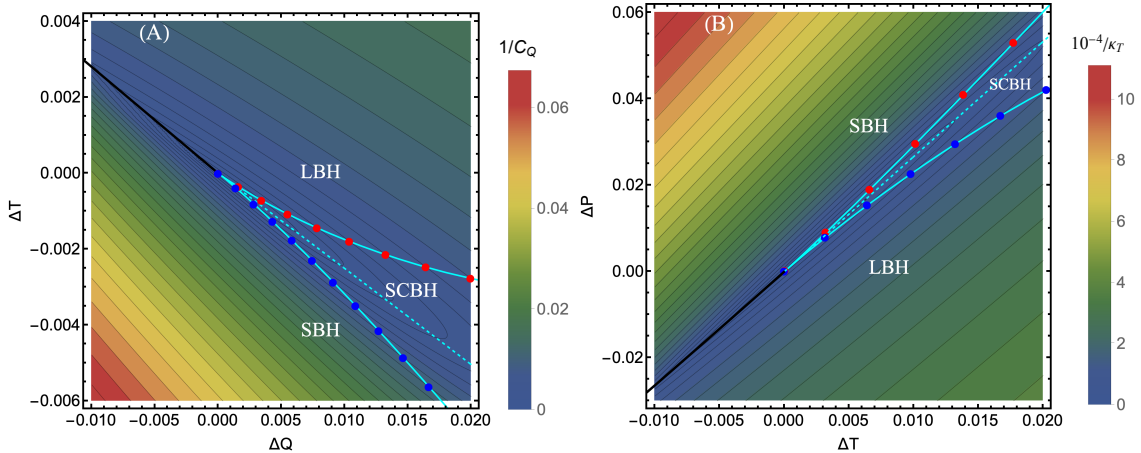 (A)
LBH
SCBH
SBH
ΔT
0.004
0.002
0.000
−0.002
−0.004
−0.006
−0.010
−0.005
0.000
0.005
0.010
0.015
0.020
ΔQ
1/C_Q
0.06
0.04
0.02
0
(B)
SCBH
SBH
LBH
ΔP
0.06
0.04
0.02
0.00
−0.02
−0.010
−0.005
0.000
0.005
0.010
0.015
0.020
ΔT
10⁻⁴/κ_T
10
8
6
4
2
0